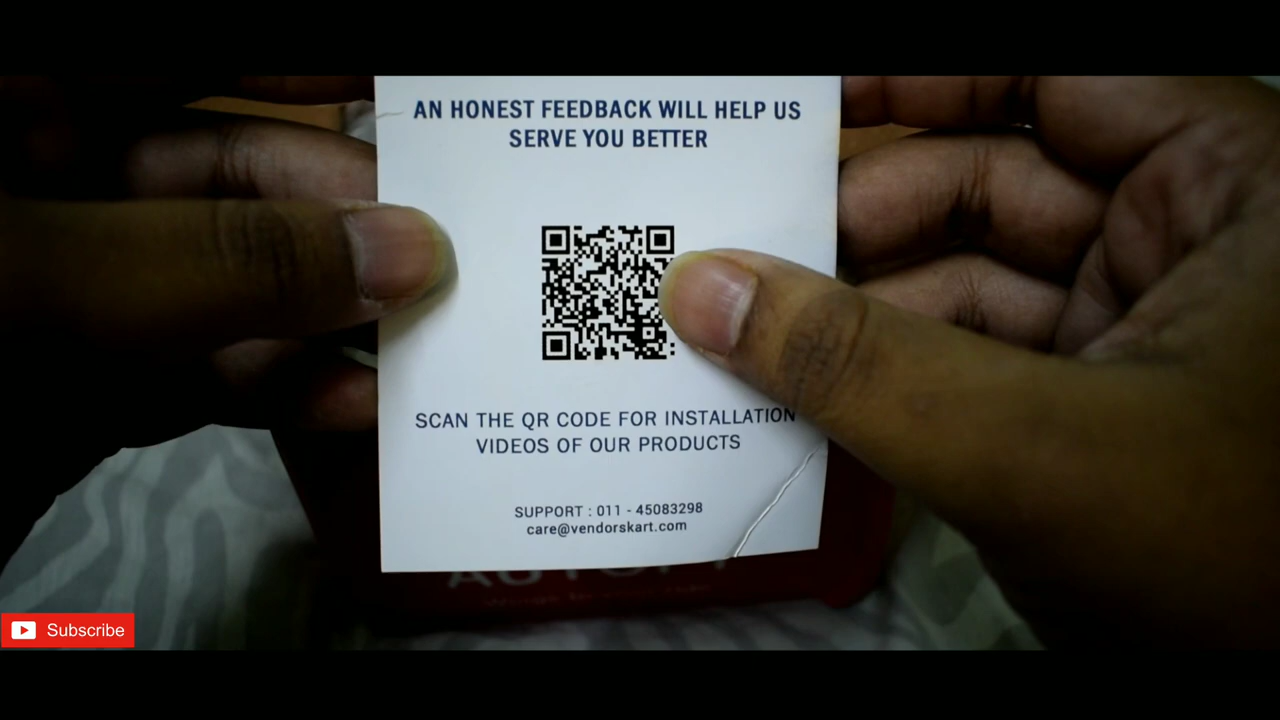 AN HONEST FEEDBACK WILL HELP US
SERVE YOU BETTER
SCAN THE QR CODE FOR INSTALLATION
VIDEOS OF OUR PRODUCTS
SUPPORT : 011 - 45083298
care@vendorskart.com
Subscribe